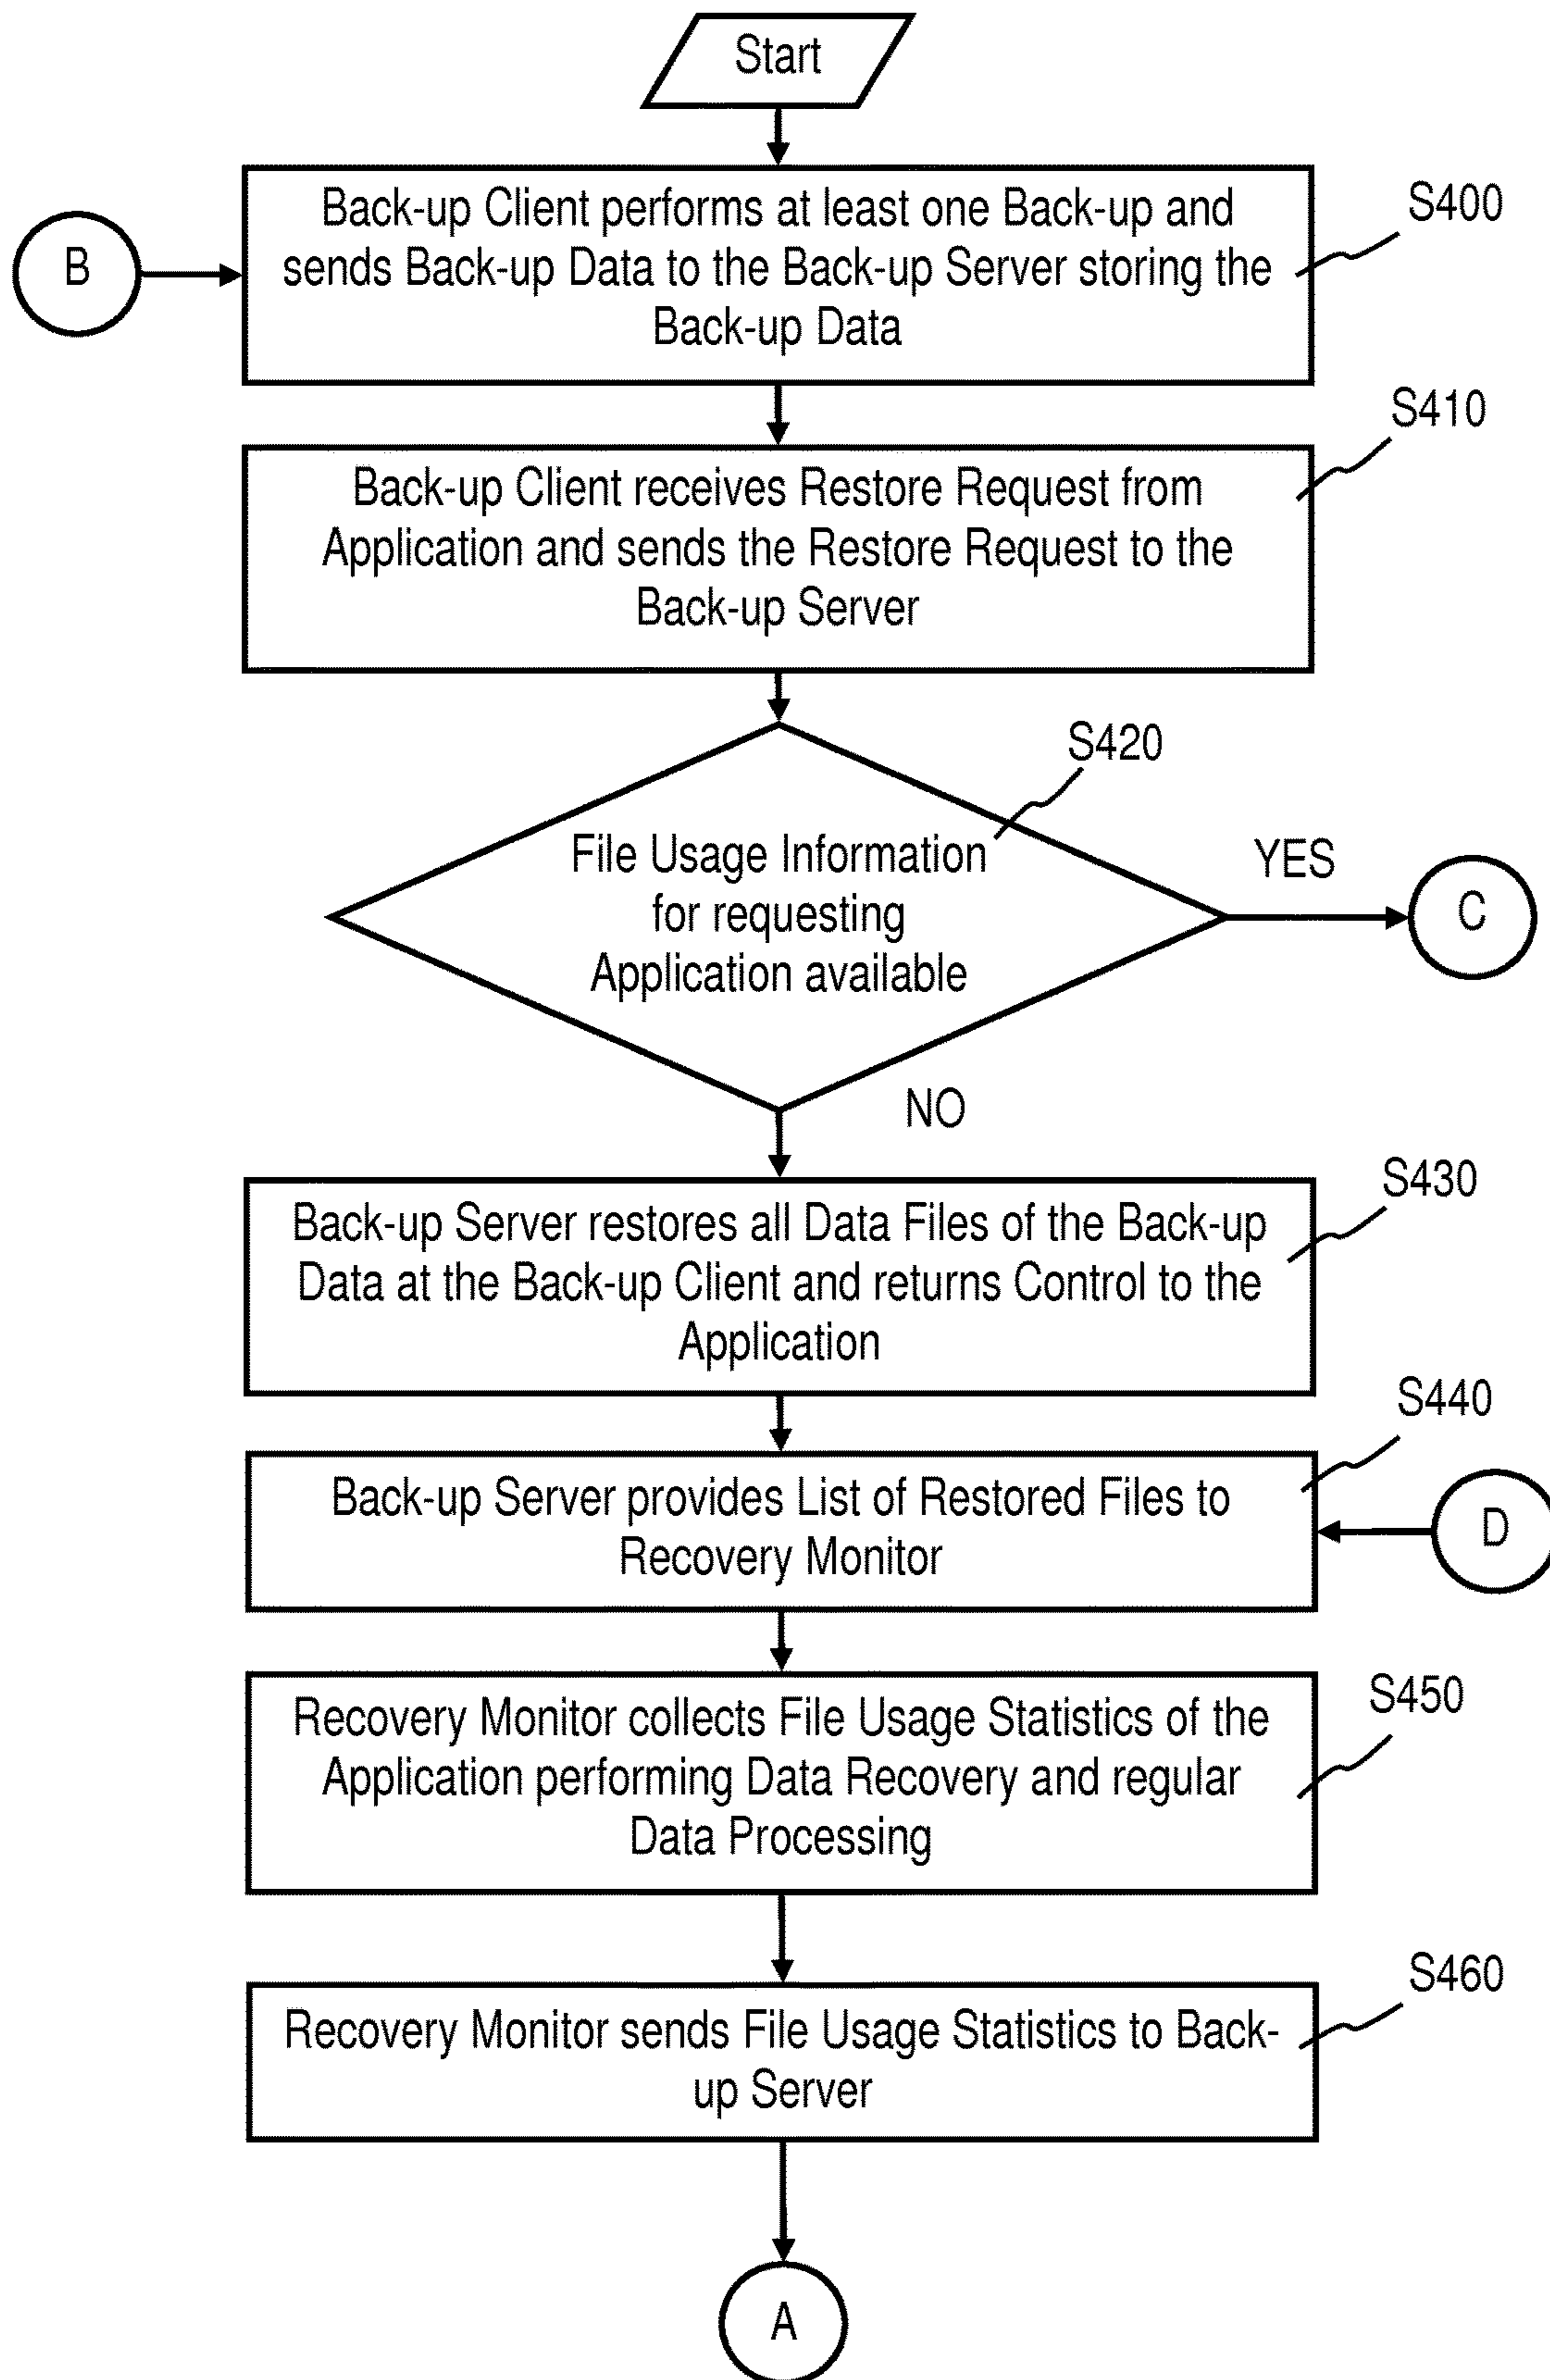 Start
Back-up Client performs at least one Back-up and
sends Back-up Data to the Back-up Server storing the
Back-up Data
S400
B
S410
Back-up Client receives Restore Request from
Application and sends the Restore Request to the
Back-up Server
S420
File Usage Information
for requesting
Application available
YES
C
NO
S430
Back-up Server restores all Data Files of the Back-up
Data at the Back-up Client and returns Control to the
Application
S440
Back-up Server provides List of Restored Files to
Recovery Monitor
D
S450
Recovery Monitor collects File Usage Statistics of the
Application performing Data Recovery and regular
Data Processing
S460
Recovery Monitor sends File Usage Statistics to Back-
up Server
A